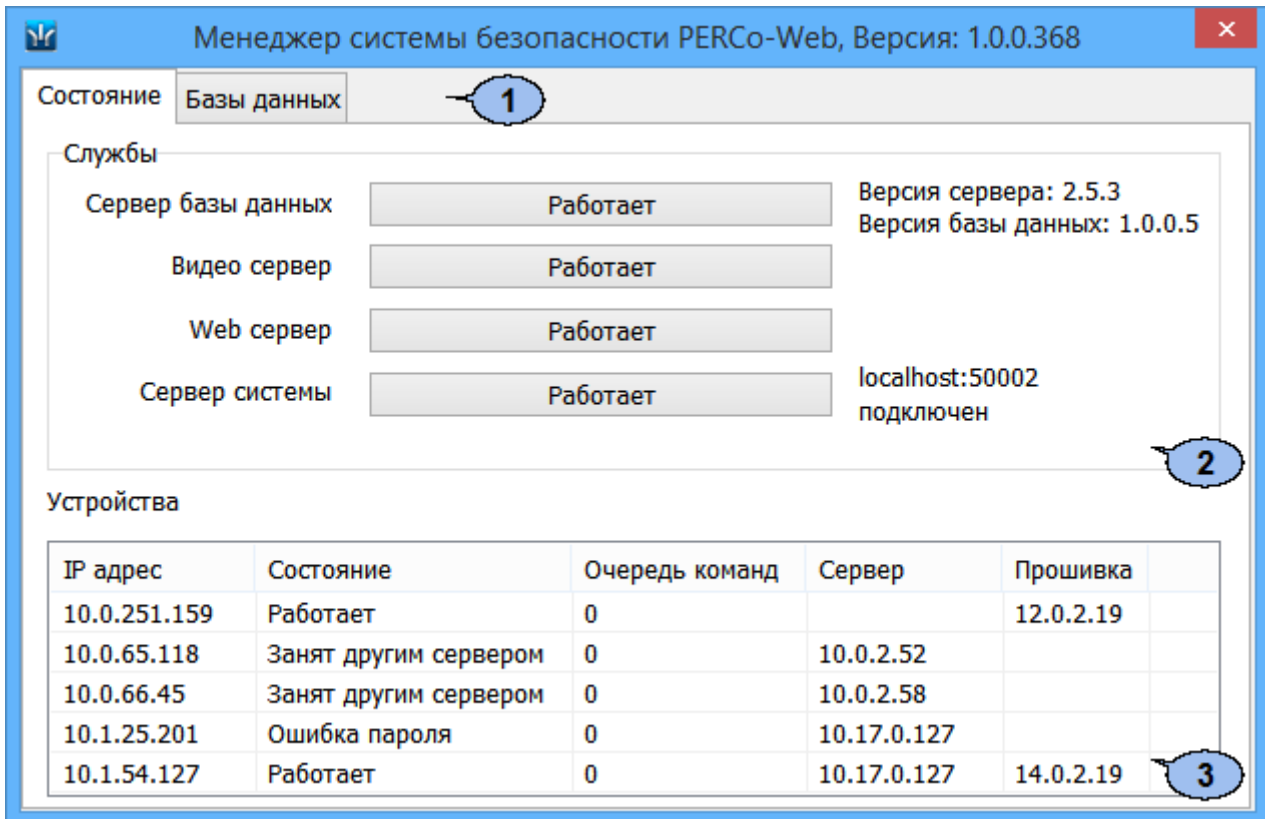 Менеджер системы безопасности PERCo-Web, Версия: 1.0.0.368
Состояние Базы данных 1
Службы
Сервер базы данных Работает Версия сервера: 2.5.3
Версия базы данных: 1.0.0.5
Видео сервер Работает
Web сервер Работает
Сервер системы Работает localhost:50002
подключен
2
Устройства
IP адрес Состояние Очередь команд Сервер Прошивка
10.0.251.159 Работает 0 12.0.2.19
10.0.65.118 Занят другим сервером 0 10.0.2.52
10.0.66.45 Занят другим сервером 0 10.0.2.58
10.1.25.201 Ошибка пароля 0 10.17.0.127
10.1.54.127 Работает 0 10.17.0.127 14.0.2.19 3